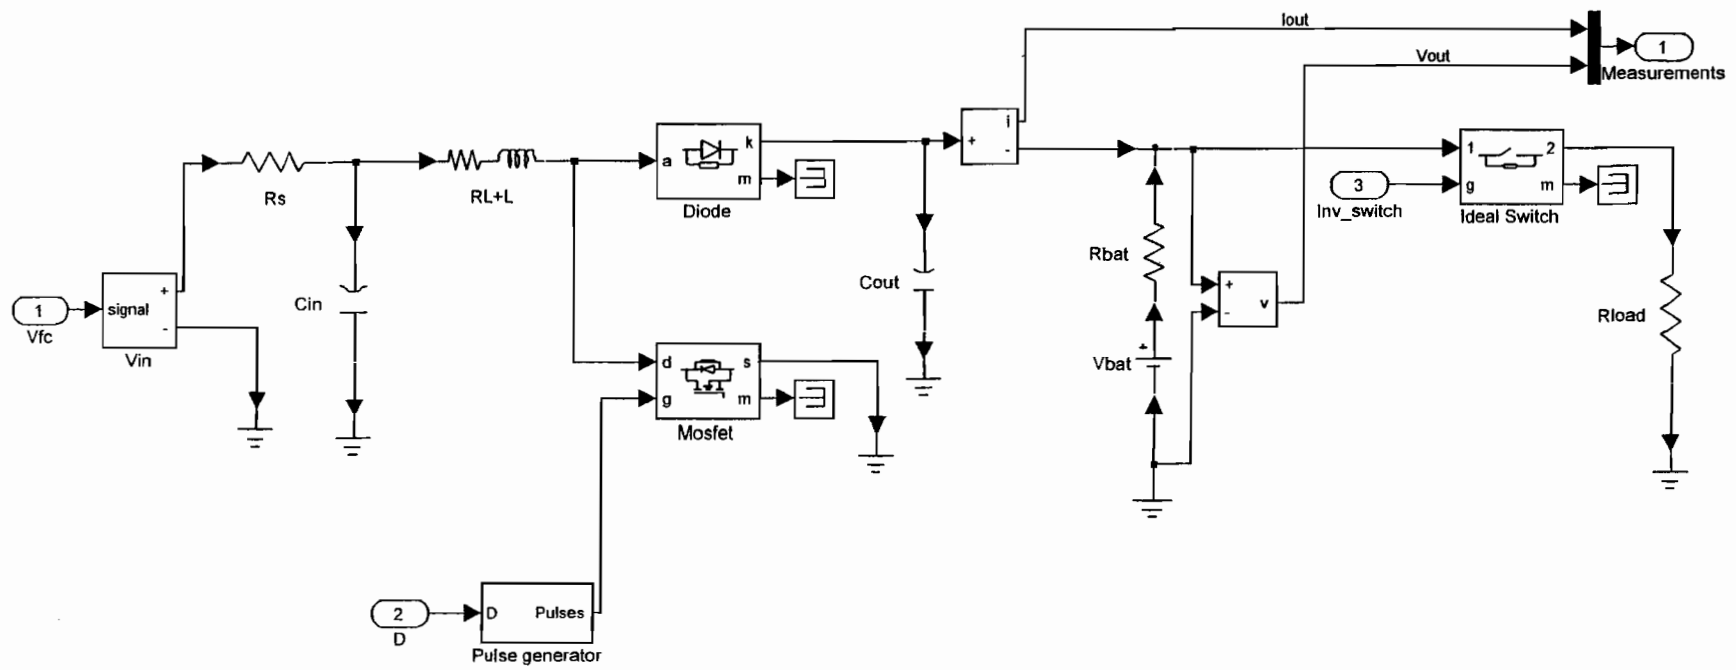 Iout
Vout
1
Measurements
Rs
RL+L
a
k
m
Diode
+
i
-
1
2
g
m
Ideal Switch
3
Inv_switch
1
Vfc
signal
+
-
Vin
Cin
Cout
Rbat
+
-
v
Rload
+
Vbat
d
s
g
m
Mosfet
2
D
D
Pulses
Pulse generator